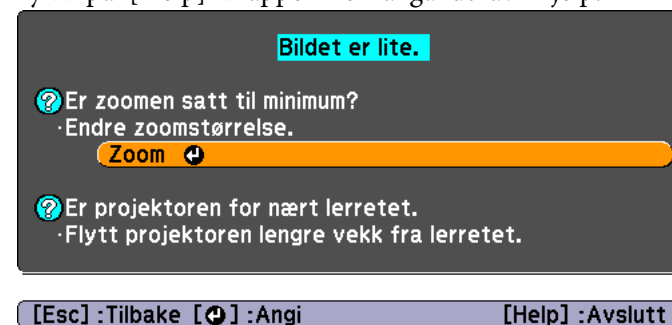 Bildet er lite.
Er zoomen satt til minimum?
·Endre zoomstørrelse.
Zoom
Er projektoren for nært lerretet.
·Flytt projektoren lengre vekk fra lerretet.
[Esc] :Tilbake [⏎] :Angi [Help] :Avslutt